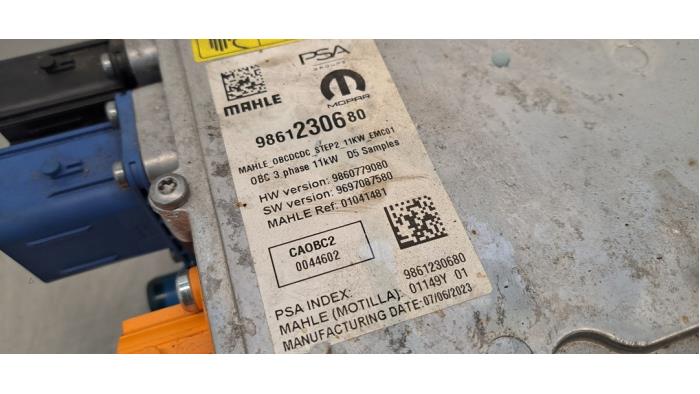 PSA
GROUPE
MAHLE
MOPAR
9861230680
MAHLE_OBCDCDC_STEP2_11KW_EMC01
OBC 3 phase 11kW D5 Samples
HW version: 9860779080
SW version: 9697087580
MAHLE Ref: 01041481
CAOBC2
0044602
PSA INDEX: 9861230680
MAHLE (MOTILLA): 01149Y 01
MANUFACTURING DATE: 07/06/2023